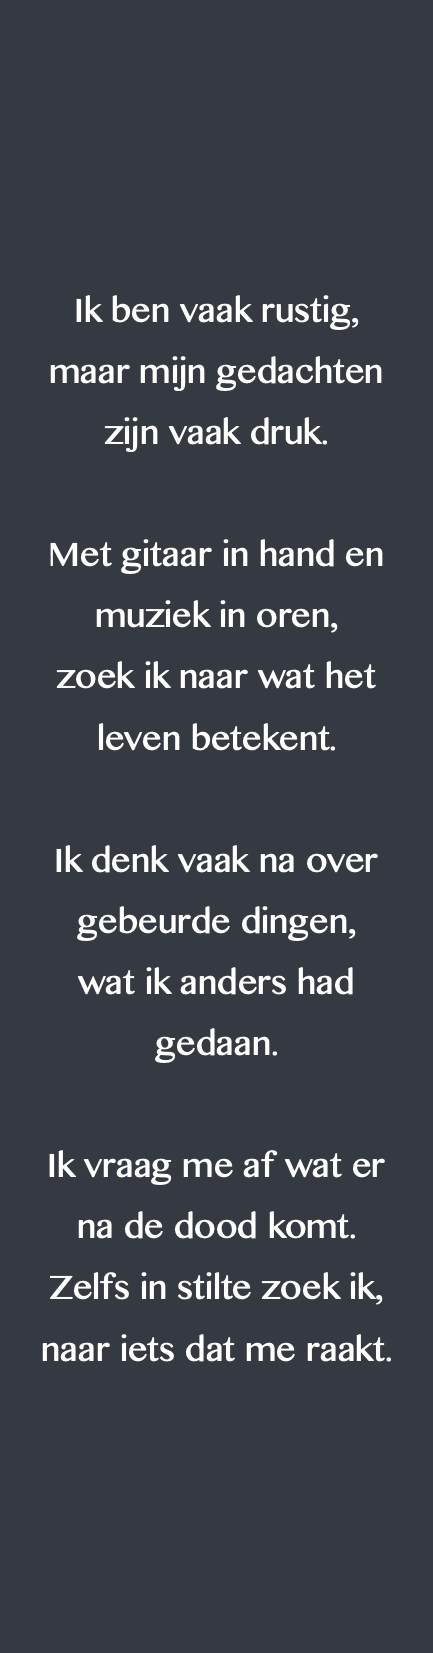 Ik ben vaak rustig,
maar mijn gedachten
zijn vaak druk.
Met gitaar in hand en
muziek in oren,
zoek ik naar wat het
leven betekent.
Ik denk vaak na over
gebeurde dingen,
wat ik anders had
gedaan.
Ik vraag me af wat er
na de dood komt.
Zelfs in stilte zoek ik,
naar iets dat me raakt.